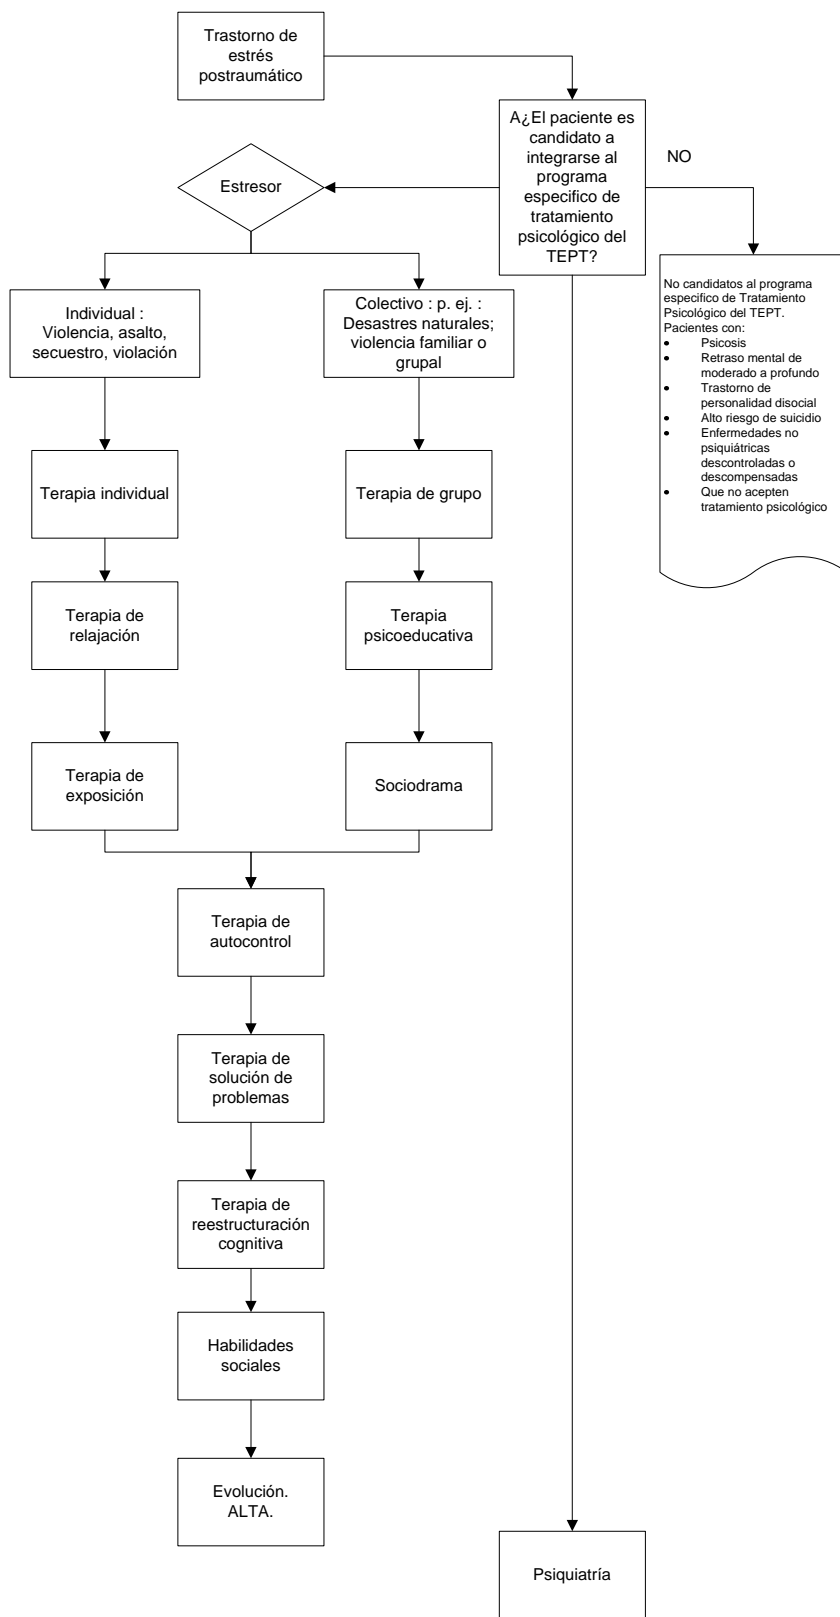 Trastorno de
estrés
postraumático
A¿El paciente es
candidato a
integrarse al
programa
especifico de
tratamiento
psicológico del
TEPT?
NO
Estresor
No candidatos al programa
especifico de Tratamiento
Psicológico del TEPT.
Pacientes con:
• Psicosis
• Retraso mental de
moderado a profundo
• Trastorno de
personalidad disocial
• Alto riesgo de suicidio
• Enfermedades no
psiquiátricas
descontroladas o
descompensadas
• Que no acepten
tratamiento psicológico
Individual :
Violencia, asalto,
secuestro, violación
Colectivo : p. ej. :
Desastres naturales;
violencia familiar o
grupal
Terapia individual
Terapia de grupo
Terapia de
relajación
Terapia
psicoeducativa
Terapia de
exposición
Sociodrama
Terapia de
autocontrol
Terapia de
solución de
problemas
Terapia de
reestructuración
cognitiva
Habilidades
sociales
Evolución.
ALTA.
Psiquiatría